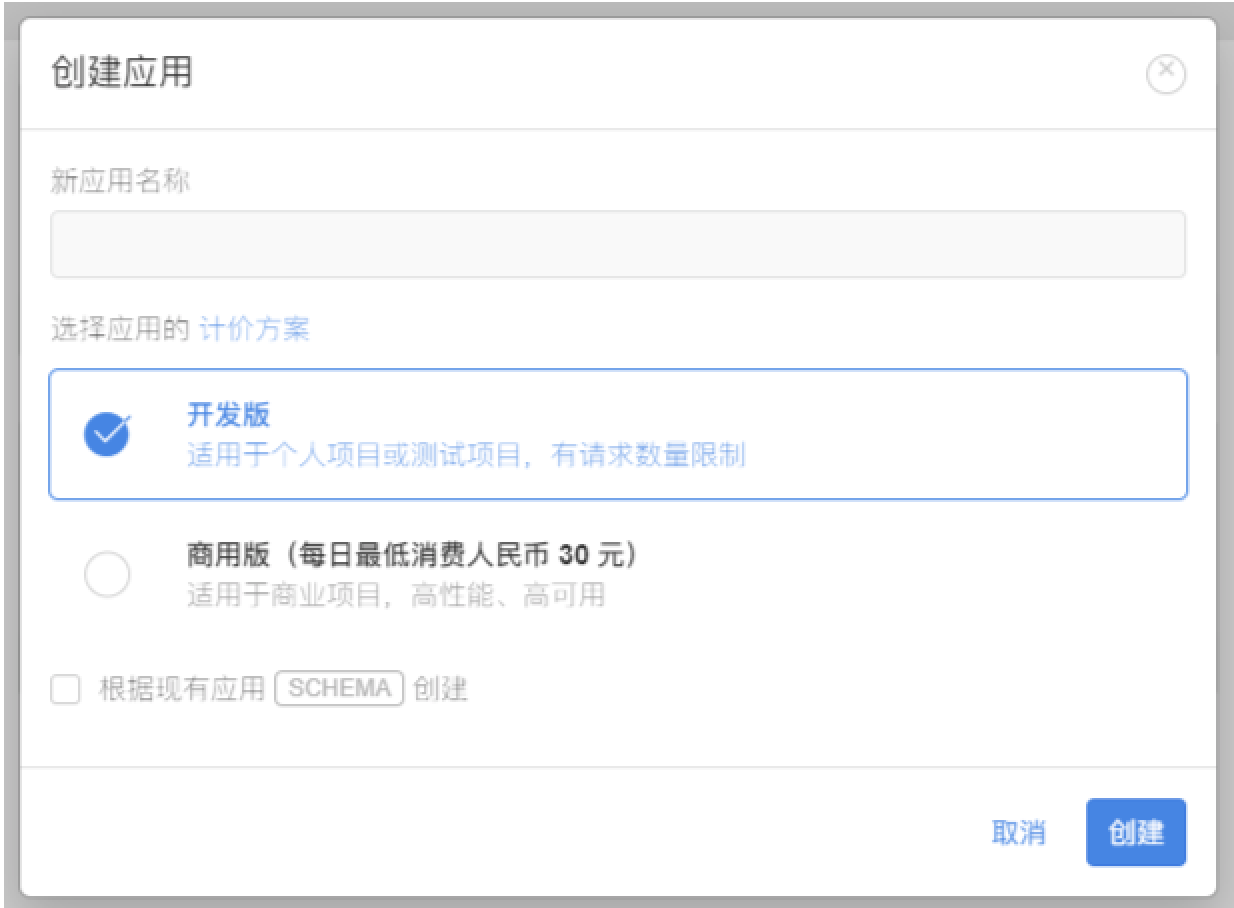 创建应用
新应用名称
选择应用的 计价方案
开发版
适用于个人项目或测试项目，有请求数量限制
商用版（每日最低消费人民币 30 元）
适用于商业项目，高性能、高可用
根据现有应用 SCHEMA 创建
取消 创建